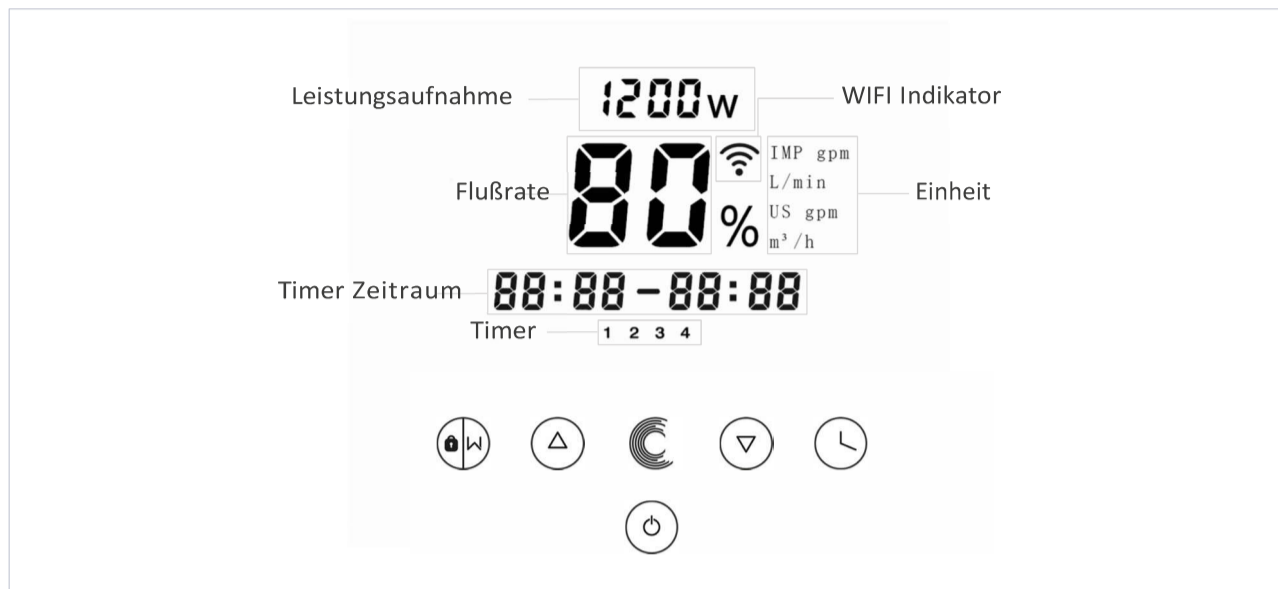 Leistungsaufnahme
1200W
WIFI Indikator
Flußrate
80
%
IMP gpm
L/min
US gpm
m³/h
Einheit
Timer Zeitraum
88:88-88:88
Timer
1 2 3 4